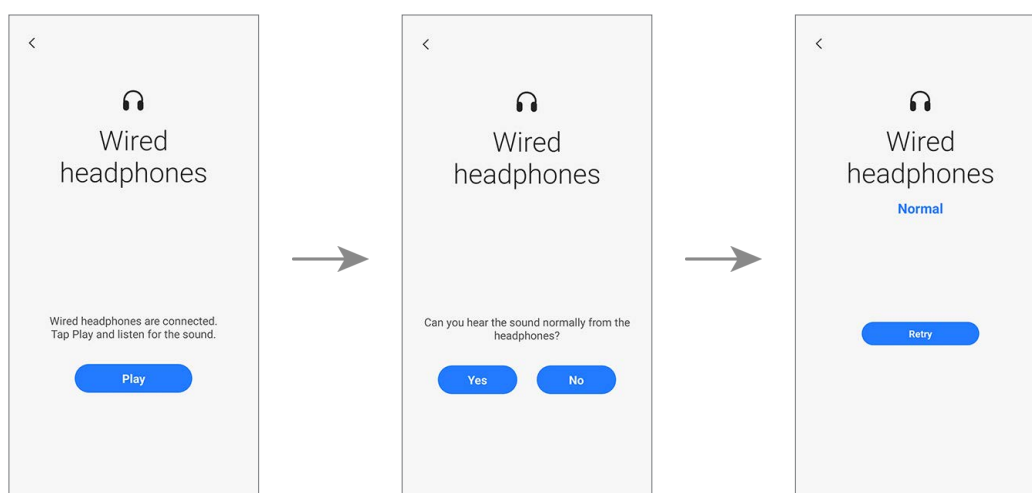 Wired
headphones
Wired headphones are connected.
Tap Play and listen for the sound.
Play
Wired
headphones
Can you hear the sound normally from the
headphones?
Yes
No
Wired
headphones
Normal
Retry